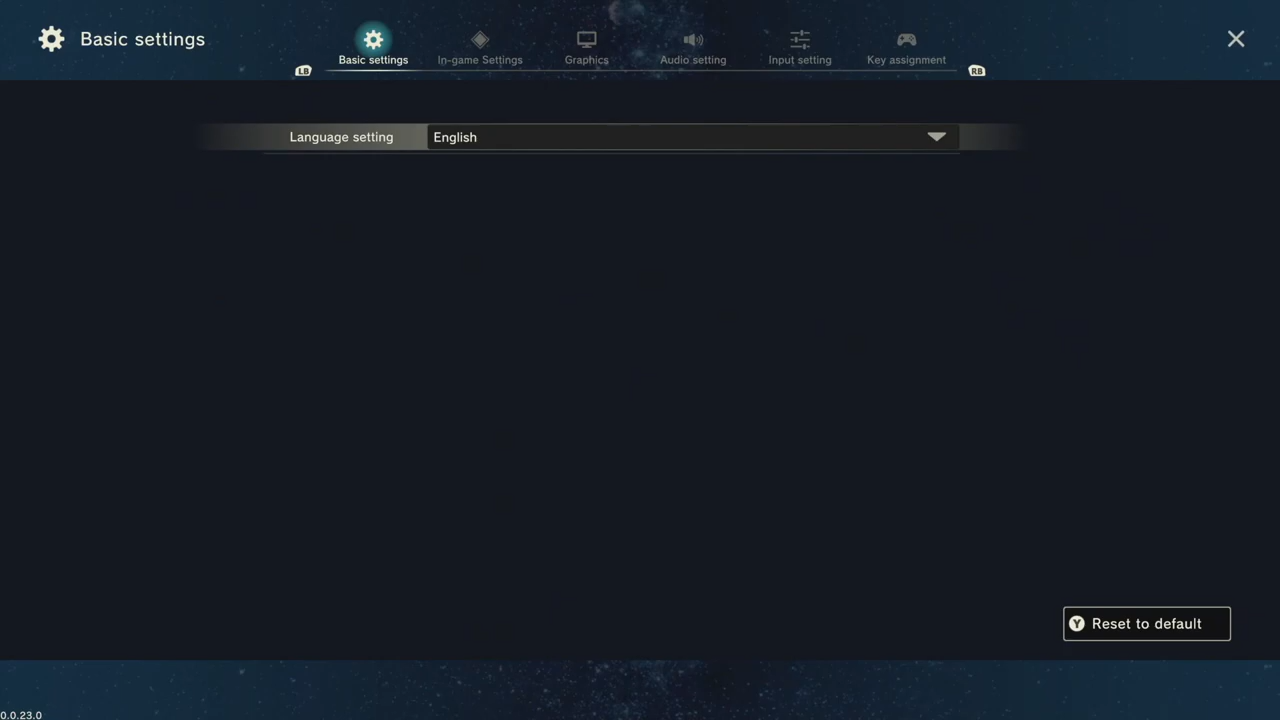 Basic settings
Basic settings In-game Settings Graphics Audio setting Input setting Key assignment
LB RB
Language setting English
Y Reset to default
0.0.23.0